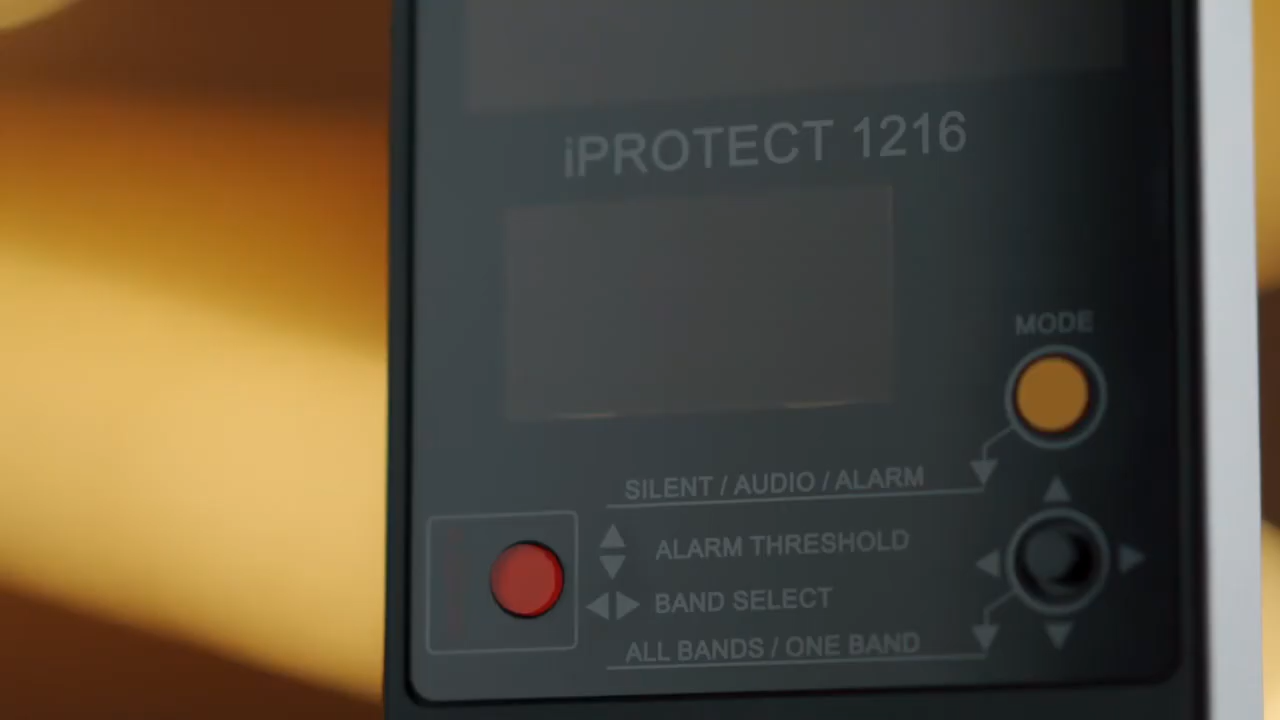 iPROTECT 1216
MODE
SILENT / AUDIO / ALARM
ALARM THRESHOLD
BAND SELECT
ALL BANDS / ONE BAND